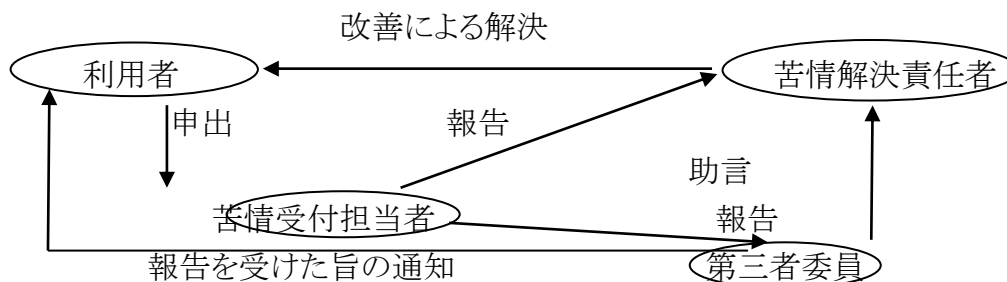 改善による解決
利用者
苦情解決責任者
申出
報告
助言
苦情受付担当者
報告
報告を受けた旨の通知
第三者委員